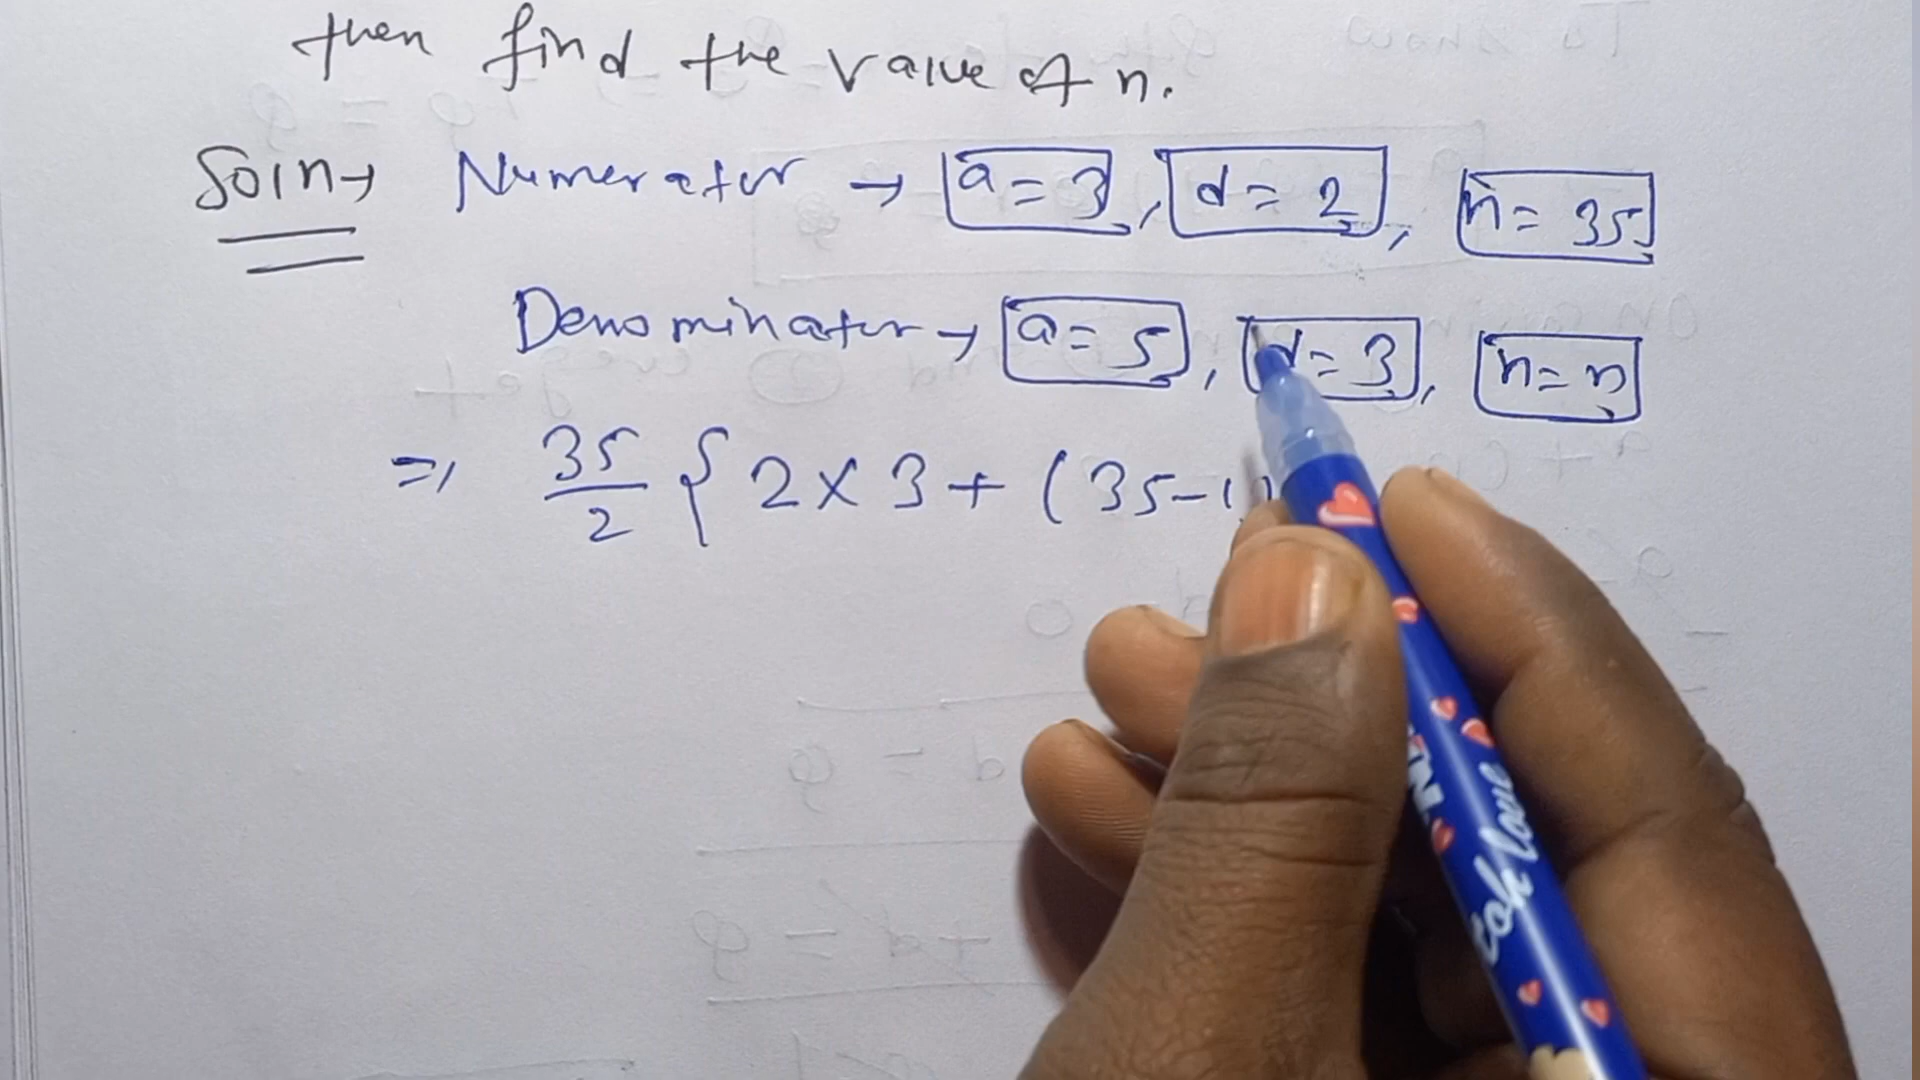 then find the value of n.
Soln → Numerator → a = 3, d = 2, n = 35
Denominator → a = 5, d = 3, n = n
⇒ 35/2 { 2 × 3 + (35-1)